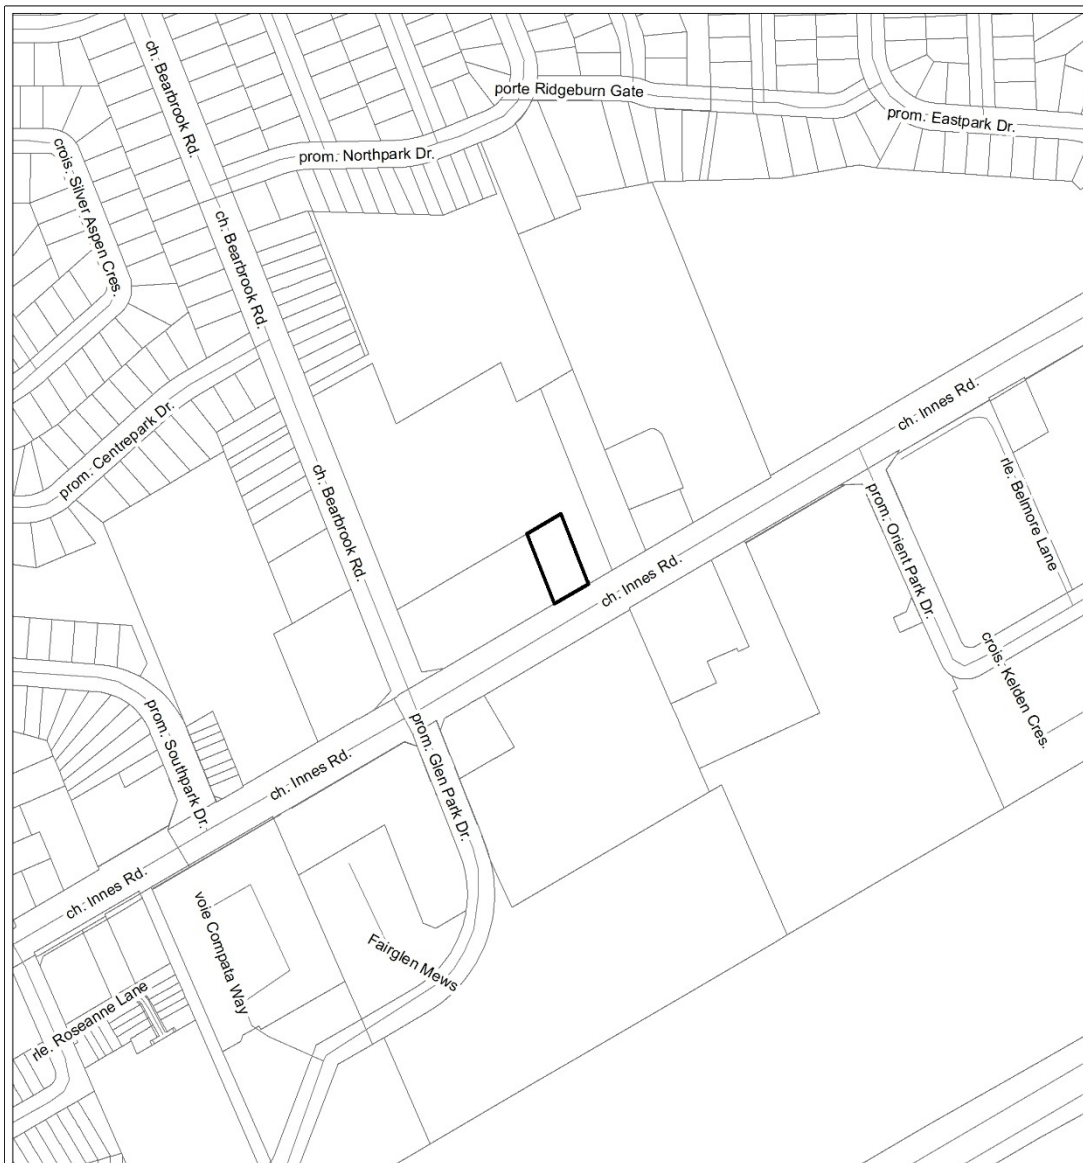 ch. Bearbrook Rd.
porte Ridgeburn Gate
prom. Eastpark Dr.
prom. Northpark Dr.
crois. Silver Aspen Cres.
ch. Bearbrook Rd.
ch. Innes Rd.
prom. Centrepark Dr.
ch. Bearbrook Rd.
rle. Belmore Lane
prom. Orient Park Dr.
ch. Innes Rd.
crois. Kelden Cres.
prom. Southpark Dr.
prom. Glen Park Dr.
ch. Innes Rd.
ch. Innes Rd.
voie Compata Way
Fairglen Mews
rle. Roseanne Lane